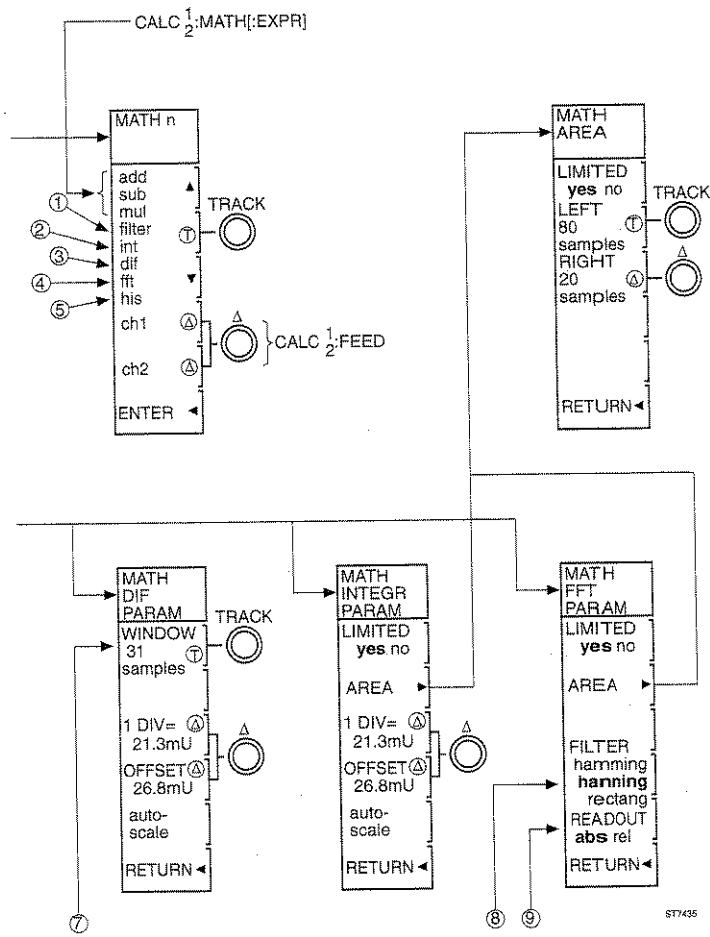 CALC 1/2:MATH[:EXPR]
MATH n
add
sub
mul
filter
int
dif
fft
his
ch1
ch2
ENTER ◄
▲
T
▼
Δ
Δ
TRACK
Δ
CALC 1/2:FEED
①
②
③
④
⑤
MATH
AREA
LIMITED
yes no
LEFT
80
samples
T
RIGHT
20
samples
Δ
RETURN ◄
TRACK
Δ
MATH
DIF
PARAM
WINDOW
31
samples
T
1 DIV= Δ
21.3mU
OFFSET Δ
26.8mU
auto-
scale
RETURN ◄
TRACK
Δ
⑦
MATH
INTEGR
PARAM
LIMITED
yes no
AREA ►
1 DIV= Δ
21.3mU
OFFSET Δ
26.8mU
auto-
scale
RETURN ◄
Δ
MATH
FFT
PARAM
LIMITED
yes no
AREA ►
FILTER
hamming
hanning
rectang
READOUT
abs rel
RETURN ◄
⑧
⑨
ST7435